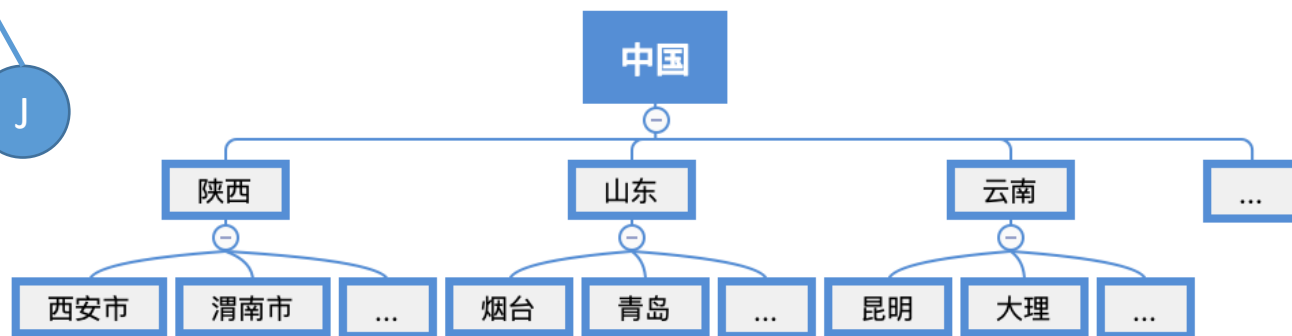 中国
J
陕西 山东 云南 ...
西安市 渭南市 ... 烟台 青岛 ... 昆明 大理 ...